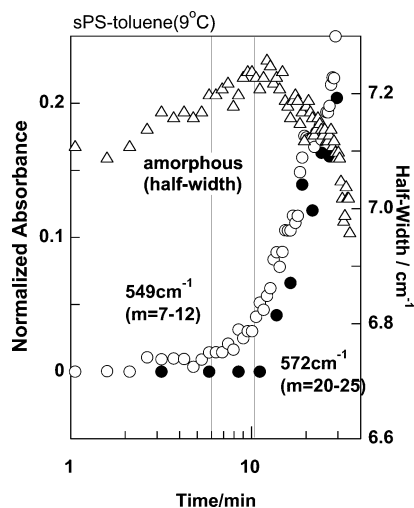 sPS-toluene(9°C)
0.2
0.1
0
Normalized Absorbance
7.2
7.0
6.8
6.6
Half-Width / cm⁻¹
amorphous
(half-width)
549cm⁻¹
(m=7-12)
572cm⁻¹
(m=20-25)
1
10
100
Time/min